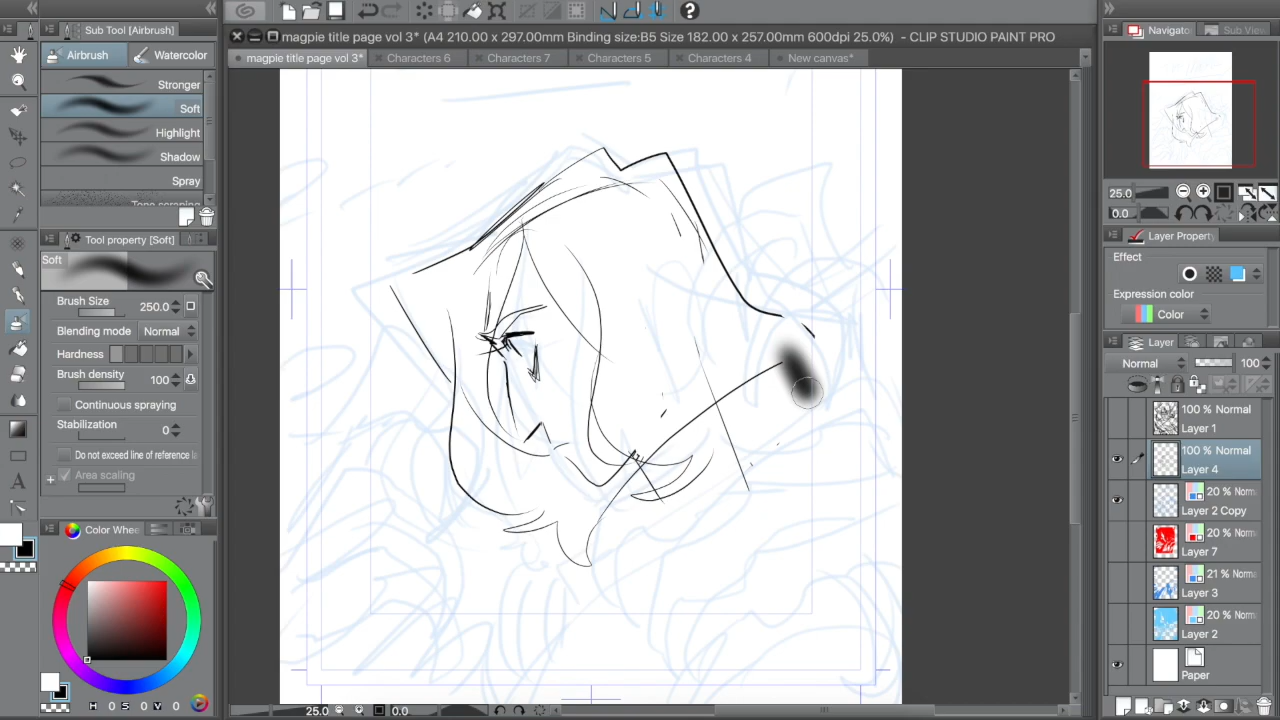 Sub Tool [Airbrush]
Airbrush
Watercolor
Stronger
Soft
Highlight
Shadow
Spray
Tone scraping
Tool property [Soft]
Soft
Brush Size
250.0
Blending mode
Normal
Hardness
Brush density
100
Continuous spraying
Stabilization
0
Do not exceed line of reference la
Area scaling
Color Whee
H 0 S 0 V 0
magpie title page vol 3* (A4 210.00 x 297.00mm Binding size:B5 Size 182.00 x 257.00mm 600dpi 25.0%) - CLIP STUDIO PAINT PRO
magpie title page vol 3*
Characters 6
Characters 7
Characters 5
Characters 4
New canvas*
25.0
0.0
Navigato
Sub View
25.0
0.0
Layer Property
Effect
Expression color
Color
Layer
Normal
100
100 % Normal
Layer 1
100 % Normal
Layer 4
20 % Norma
Layer 2 Copy
20 % Norma
Layer 7
21 % Norma
Layer 3
20 % Norma
Layer 2
Paper